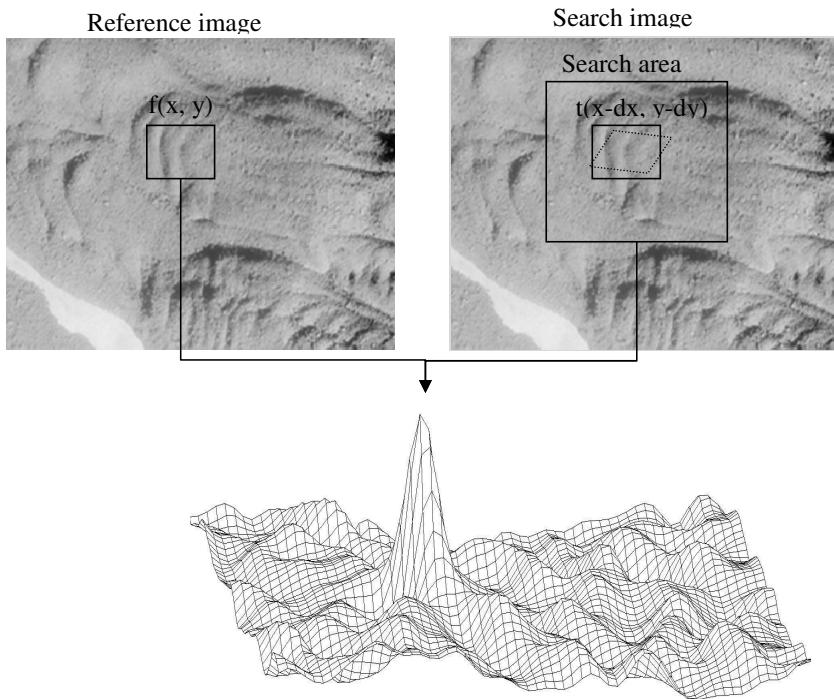 Reference image
Search image
Search area
f(x, y)
t(x-dx, y-dy)